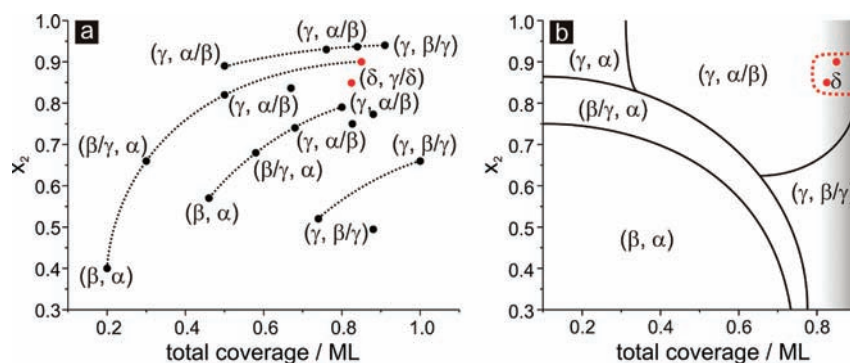 a
x₂
1.0
0.9
0.8
0.7
0.6
0.5
0.4
0.3
(γ, α/β)
(γ, α/β)
(γ, β/γ)
(δ, γ/δ)
(γ, α/β)
(γ, α/β)
(γ, α/β)
(β/γ, α)
(β/γ, α)
(γ, β/γ)
(β, α)
(γ, β/γ)
(β, α)
0.2 0.4 0.6 0.8 1.0
total coverage / ML
b
x₂
1.0
0.9
0.8
0.7
0.6
0.5
0.4
0.3
(γ, α)
(γ, α/β)
δ
(β/γ, α)
(γ, β/γ)
(β, α)
0.2 0.4 0.6 0.8
total coverage / ML